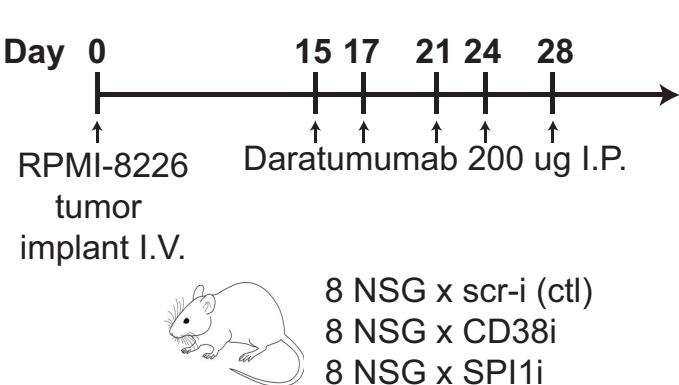 Day 0 15 17 21 24 28
RPMI-8226
tumor
implant I.V.
Daratumumab 200 ug I.P.
8 NSG x scr-i (ctl)
8 NSG x CD38i
8 NSG x SPI1i